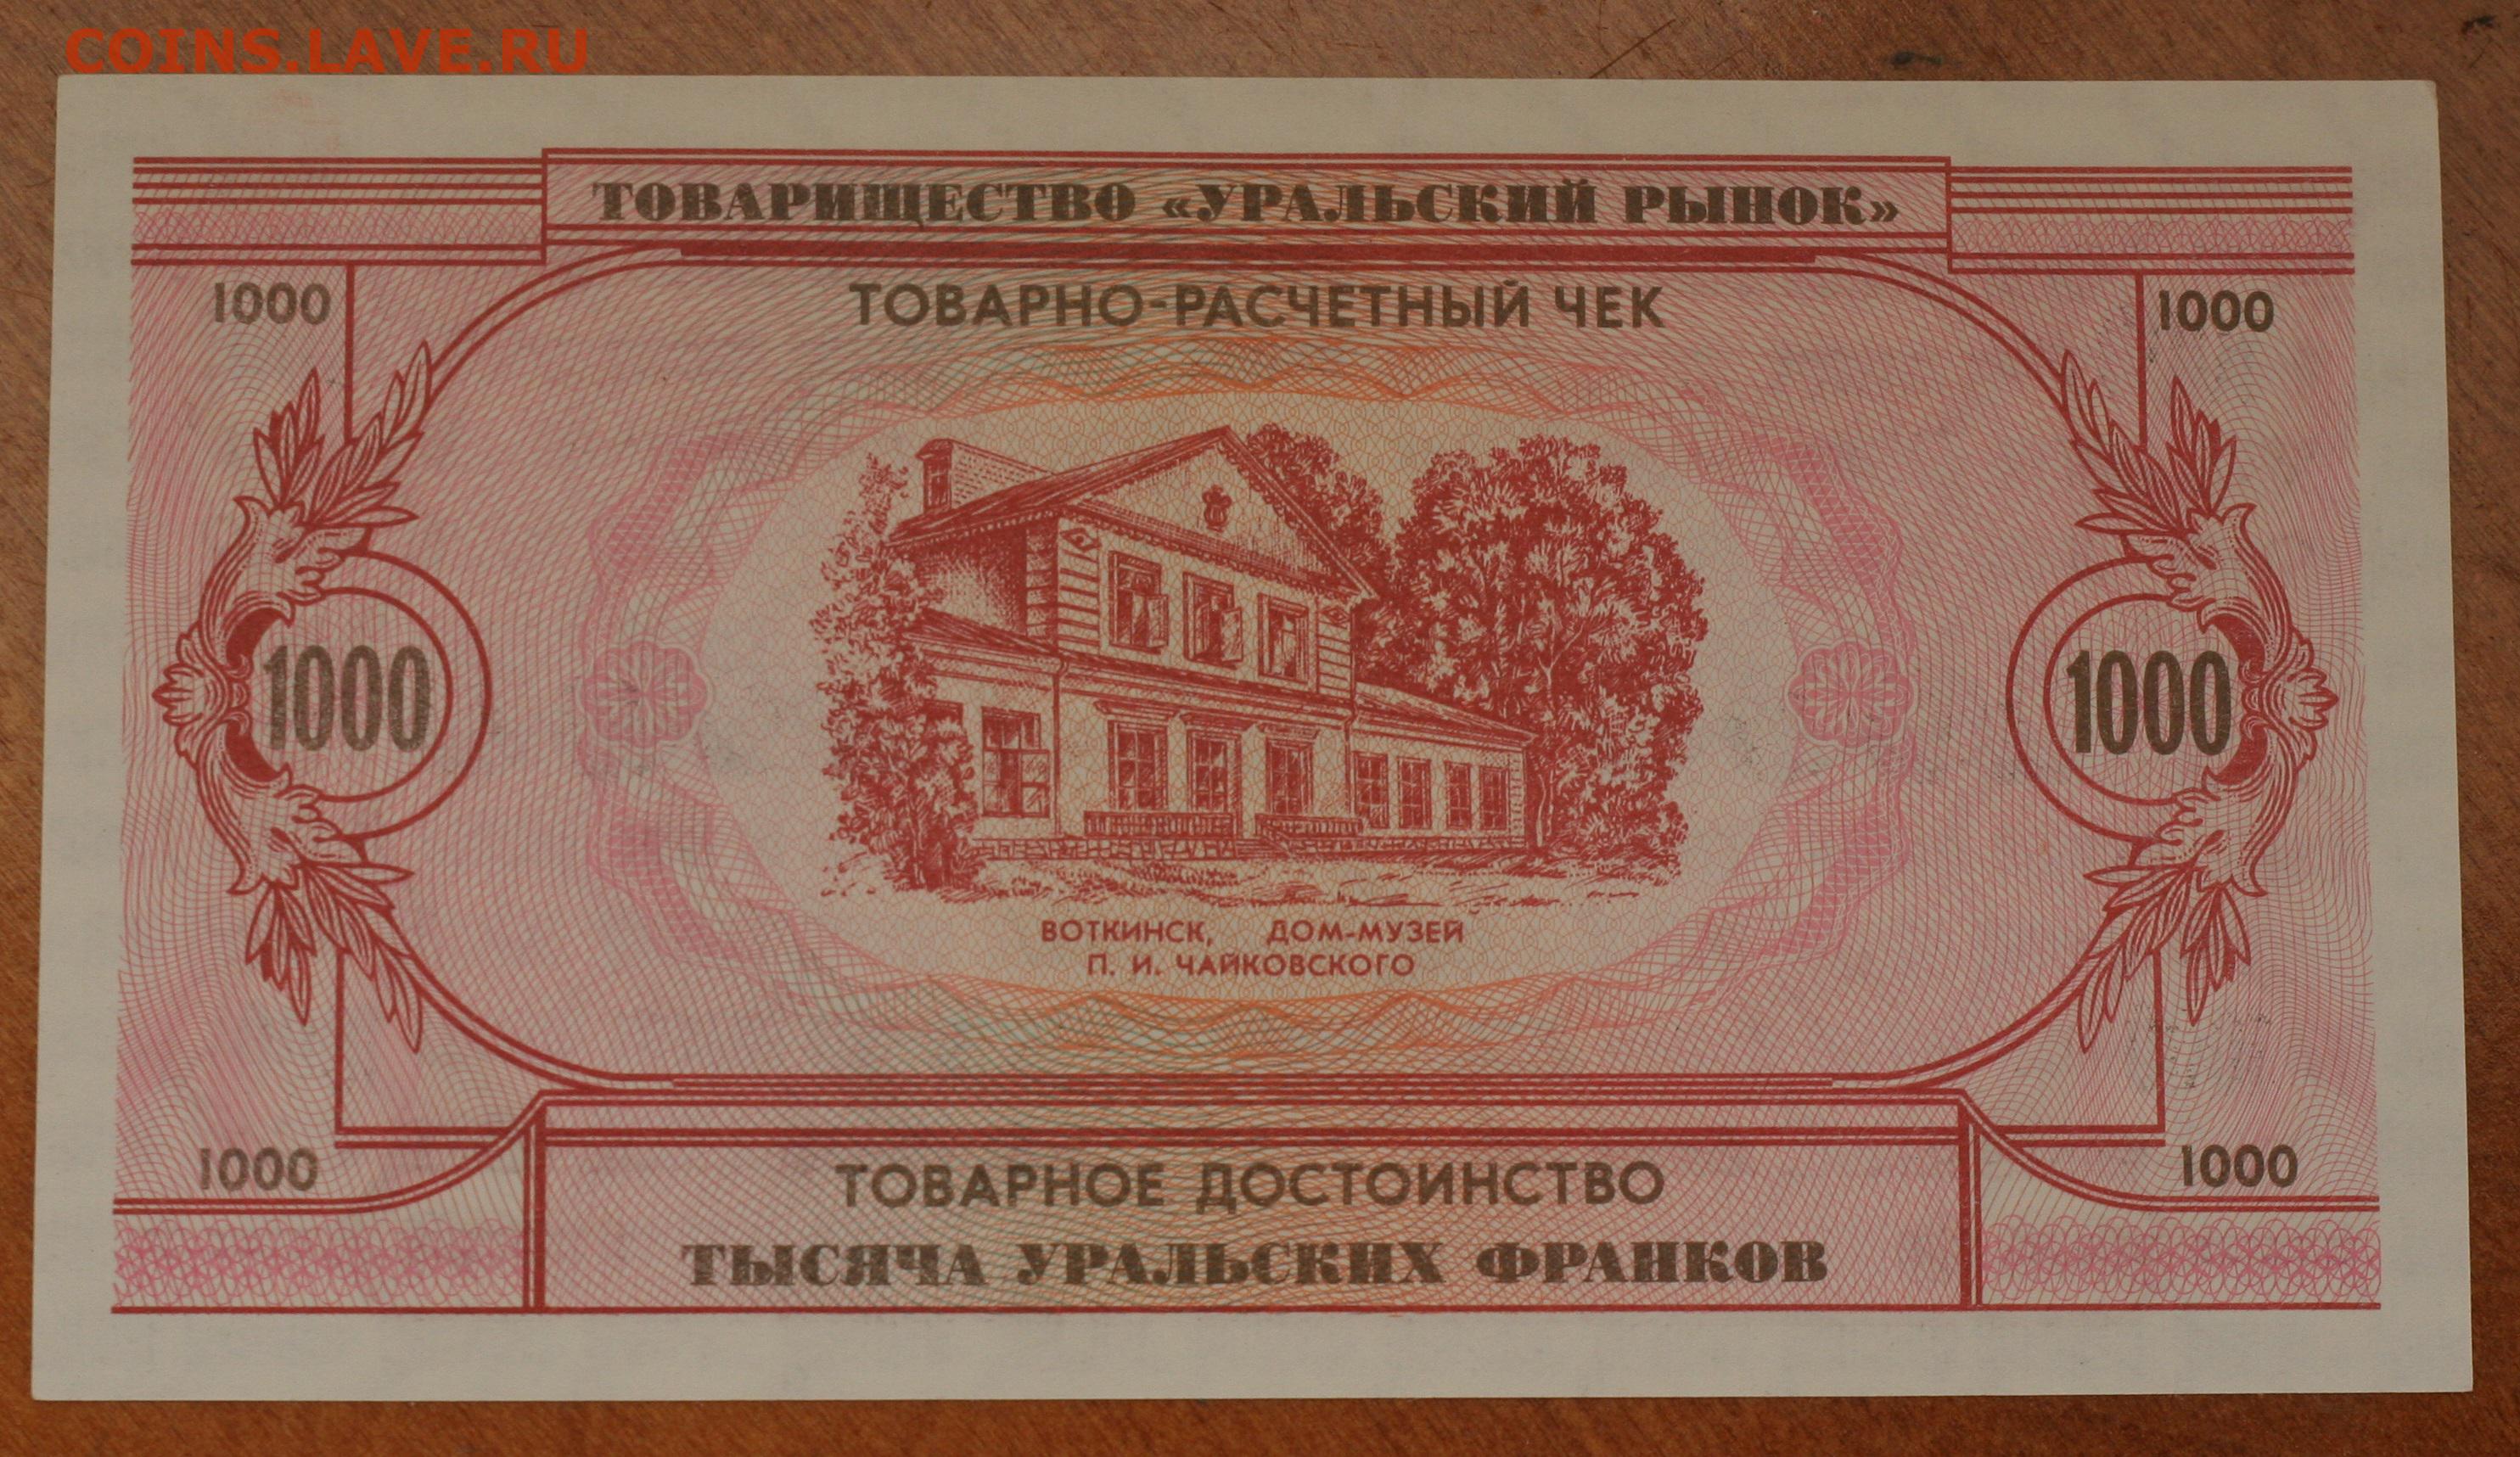 COINS.LAVE.RU
ТОВАРИЩЕСТВО «УРАЛЬСКИЙ РЫНОК»
ТОВАРНО-РАСЧЕТНЫЙ ЧЕК
1000 1000
1000 1000
ВОТКИНСК, ДОМ-МУЗЕЙ
П. И. ЧАЙКОВСКОГО
1000 1000
ТОВАРНОЕ ДОСТОИНСТВО
ТЫСЯЧА УРАЛЬСКИХ ФРАНКОВ